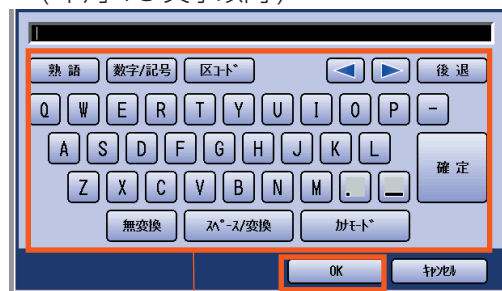 熟 語 数字/記号 区ｺｰﾄﾞ 後 退
Q W E R T Y U I O P -
A S D F G H J K L 確 定
Z X C V B N M . _
無変換 ｽﾍﾟｰｽ/変換 ｶﾅﾓｰﾄﾞ
OK ｷｬﾝｾﾙ